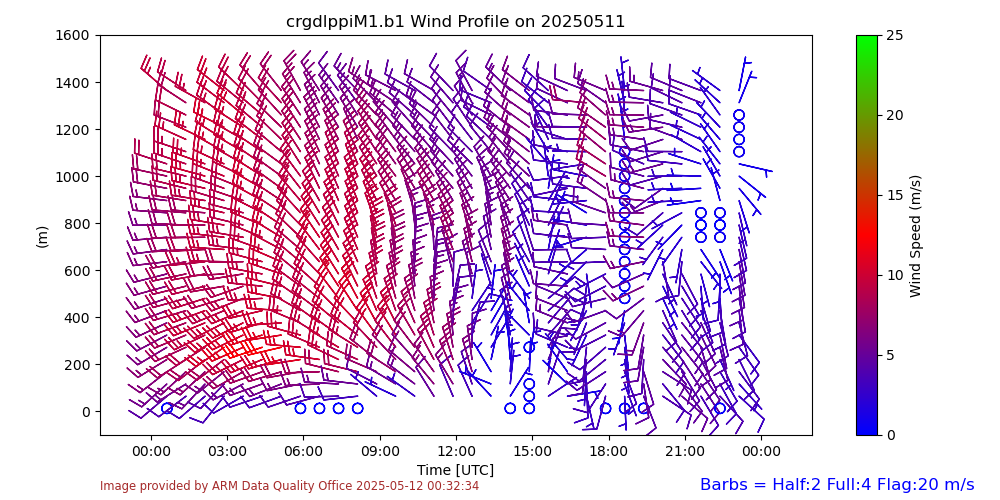 crgdlppiM1.b1 Wind Profile on 20250511
1600
1400
1200
1000
800
600
400
200
0
(m)
00:00 03:00 06:00 09:00 12:00 15:00 18:00 21:00 00:00
Time [UTC]
25
20
15
10
5
0
Wind Speed (m/s)
Image provided by ARM Data Quality Office 2025-05-12 00:32:34
Barbs = Half:2 Full:4 Flag:20 m/s